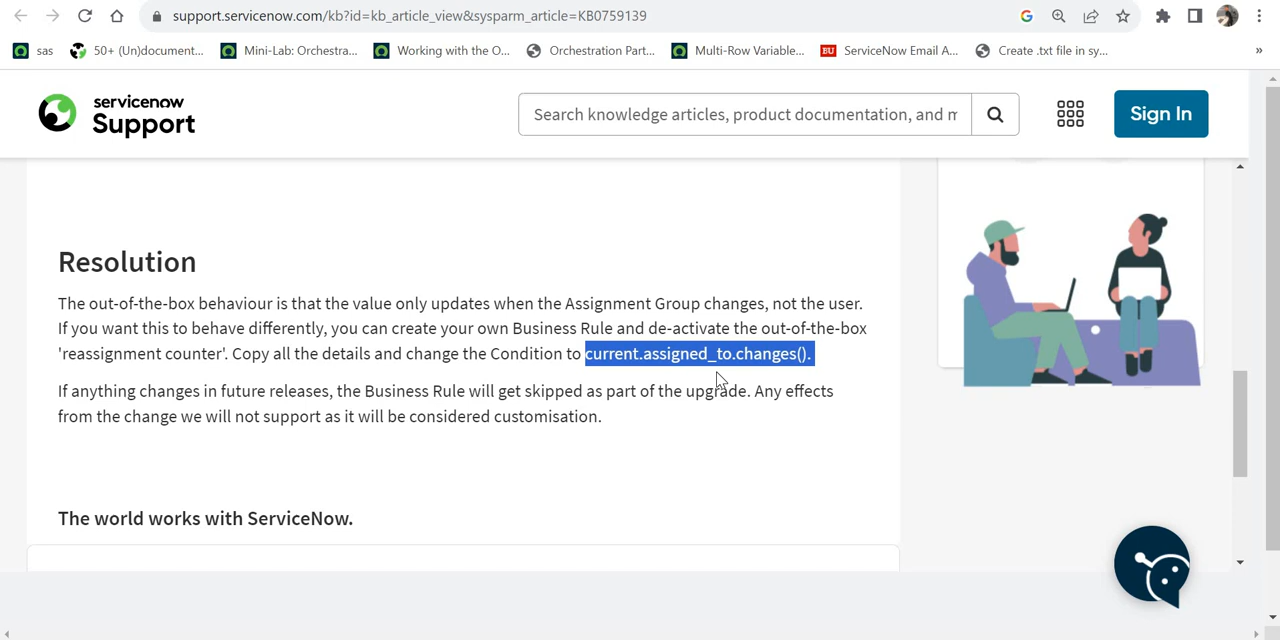 support.servicenow.com/kb?id=kb_article_view&sysparm_article=KB0759139
sas
50+ (Un)document...
Mini-Lab: Orchestra...
Working with the O...
Orchestration Part...
Multi-Row Variable...
BU
ServiceNow Email A...
Create .txt file in sy...
»
servicenow
Support
Search knowledge articles, product documentation, and m
Sign In
Resolution
The out-of-the-box behaviour is that the value only updates when the Assignment Group changes, not the user.
If you want this to behave differently, you can create your own Business Rule and de-activate the out-of-the-box
'reassignment counter'. Copy all the details and change the Condition to current.assigned_to.changes().
If anything changes in future releases, the Business Rule will get skipped as part of the upgrade. Any effects
from the change we will not support as it will be considered customisation.
The world works with ServiceNow.